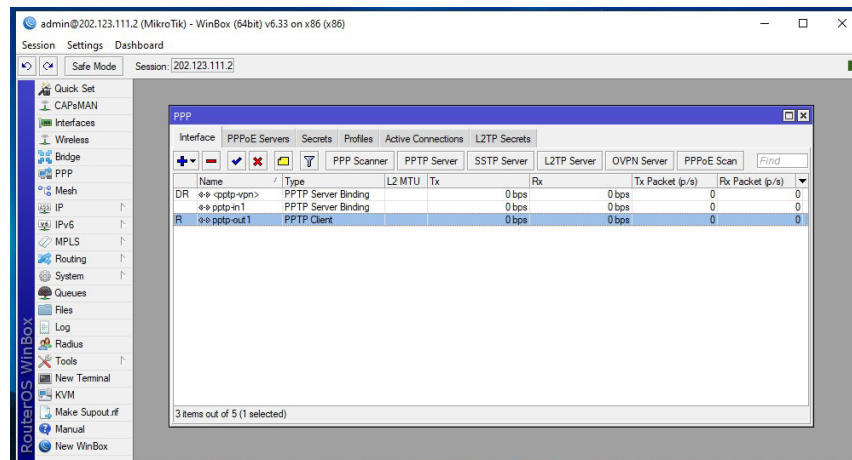 admin@202.123.111.2 (MikroTik) - WinBox (64bit) v6.33 on x86 (x86)
Session Settings Dashboard
Safe Mode Session: 202.123.111.2
Quick Set
CAPsMAN
Interfaces
Wireless
Bridge
PPP
Mesh
IP
IPv6
MPLS
Routing
System
Queues
Files
Log
Radius
Tools
New Terminal
KVM
Make Supout.rif
Manual
New WinBox
RouterOS WinBox
PPP
Interface PPPoE Servers Secrets Profiles Active Connections L2TP Secrets
PPP Scanner PPTP Server SSTP Server L2TP Server OVPN Server PPPoE Scan Find
Name Type L2 MTU Tx Rx Tx Packet (p/s) Rx Packet (p/s)
DR <pptp-vpn> PPTP Server Binding 0 bps 0 bps 0 0
pptp-in1 PPTP Server Binding 0 bps 0 bps 0 0
R pptp-out1 PPTP Client 0 bps 0 bps 0 0
3 items out of 5 (1 selected)